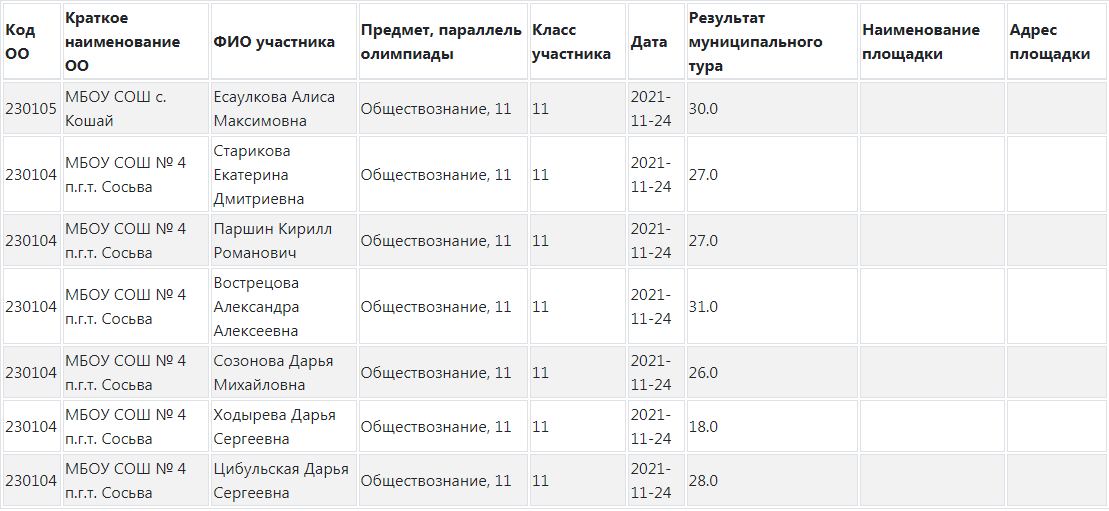 Код
ОО
Краткое
наименование
ОО
ФИО участника
Предмет, параллель
олимпиады
Класс
участника
Дата
Результат
муниципального
тура
Наименование
площадки
Адрес
площадки
230105
МБОУ СОШ с.
Кошай
Есаулкова Алиса
Максимовна
Обществознание, 11
11
2021-
11-24
30.0
230104
МБОУ СОШ № 4
п.г.т. Сосьва
Старикова
Екатерина
Дмитриевна
Обществознание, 11
11
2021-
11-24
27.0
230104
МБОУ СОШ № 4
п.г.т. Сосьва
Паршин Кирилл
Романович
Обществознание, 11
11
2021-
11-24
27.0
230104
МБОУ СОШ № 4
п.г.т. Сосьва
Вострецова
Александра
Алексеевна
Обществознание, 11
11
2021-
11-24
31.0
230104
МБОУ СОШ № 4
п.г.т. Сосьва
Созонова Дарья
Михайловна
Обществознание, 11
11
2021-
11-24
26.0
230104
МБОУ СОШ № 4
п.г.т. Сосьва
Ходырева Дарья
Сергеевна
Обществознание, 11
11
2021-
11-24
18.0
230104
МБОУ СОШ № 4
п.г.т. Сосьва
Цибульская Дарья
Сергеевна
Обществознание, 11
11
2021-
11-24
28.0